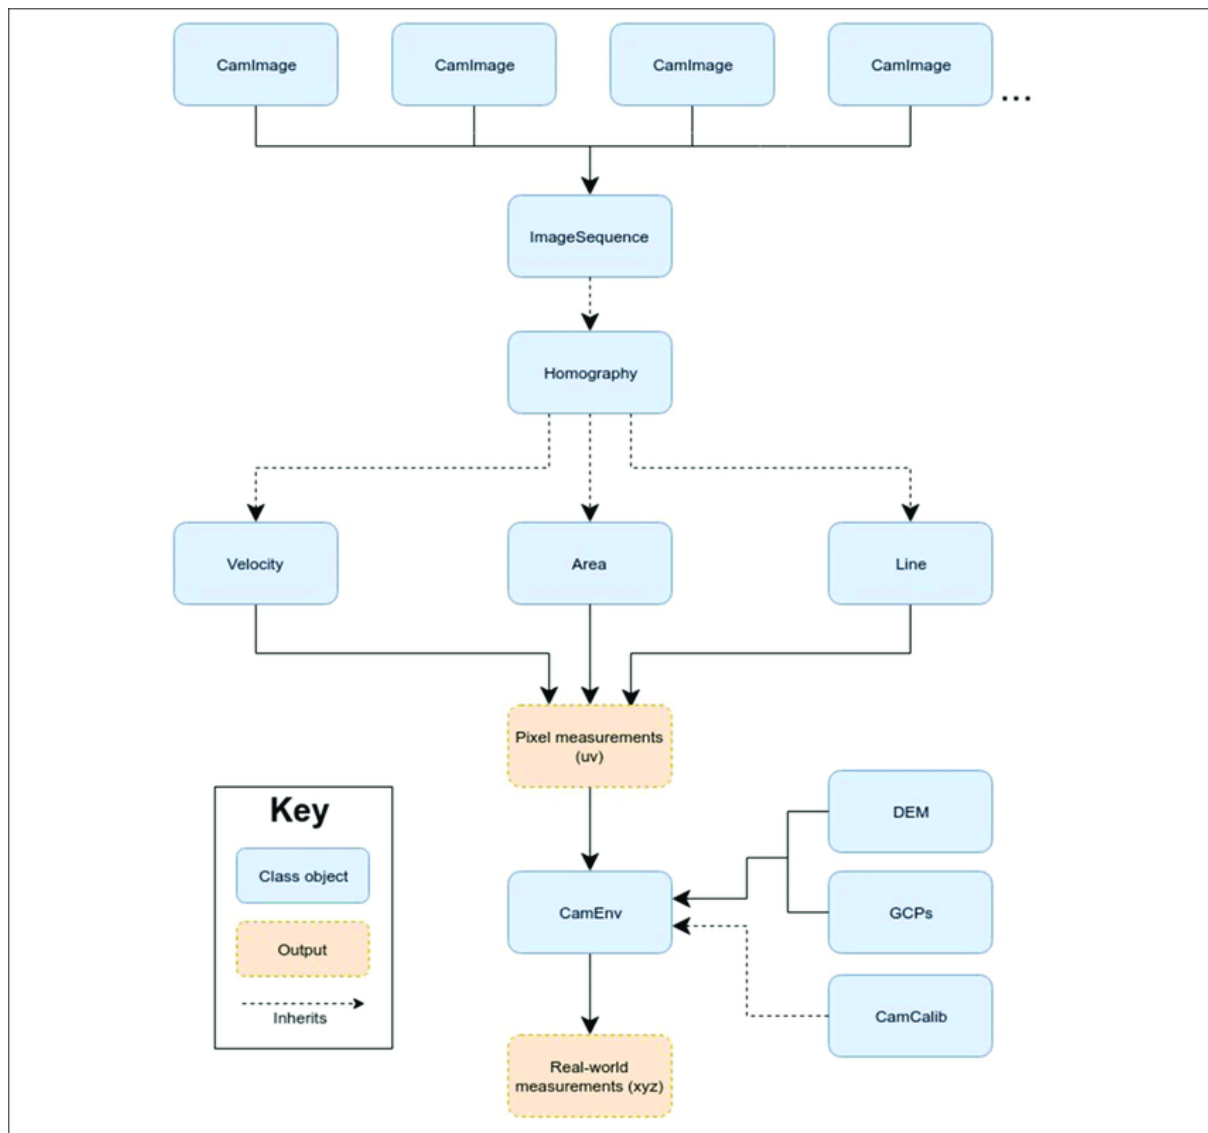 CamImage
CamImage
CamImage
CamImage
...
ImageSequence
Homography
Velocity
Area
Line
Pixel measurements
(uv)
Key
Class object
Output
Inherits
DEM
CamEnv
GCPs
CamCalib
Real-world
measurements (xyz)